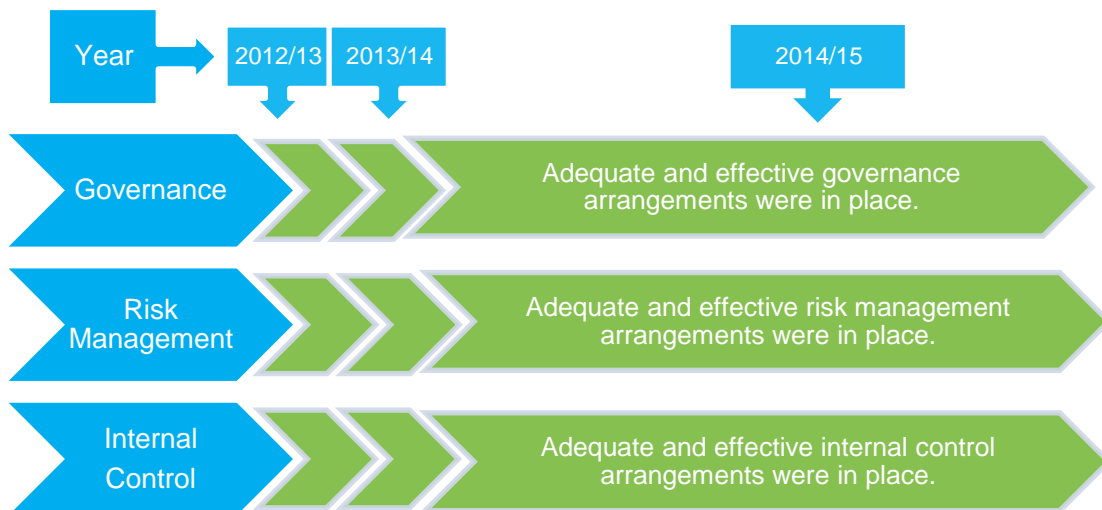 Year
2012/13
2013/14
2014/15
Governance
Adequate and effective governance
arrangements were in place.
Risk
Management
Adequate and effective risk management
arrangements were in place.
Internal
Control
Adequate and effective internal control
arrangements were in place.